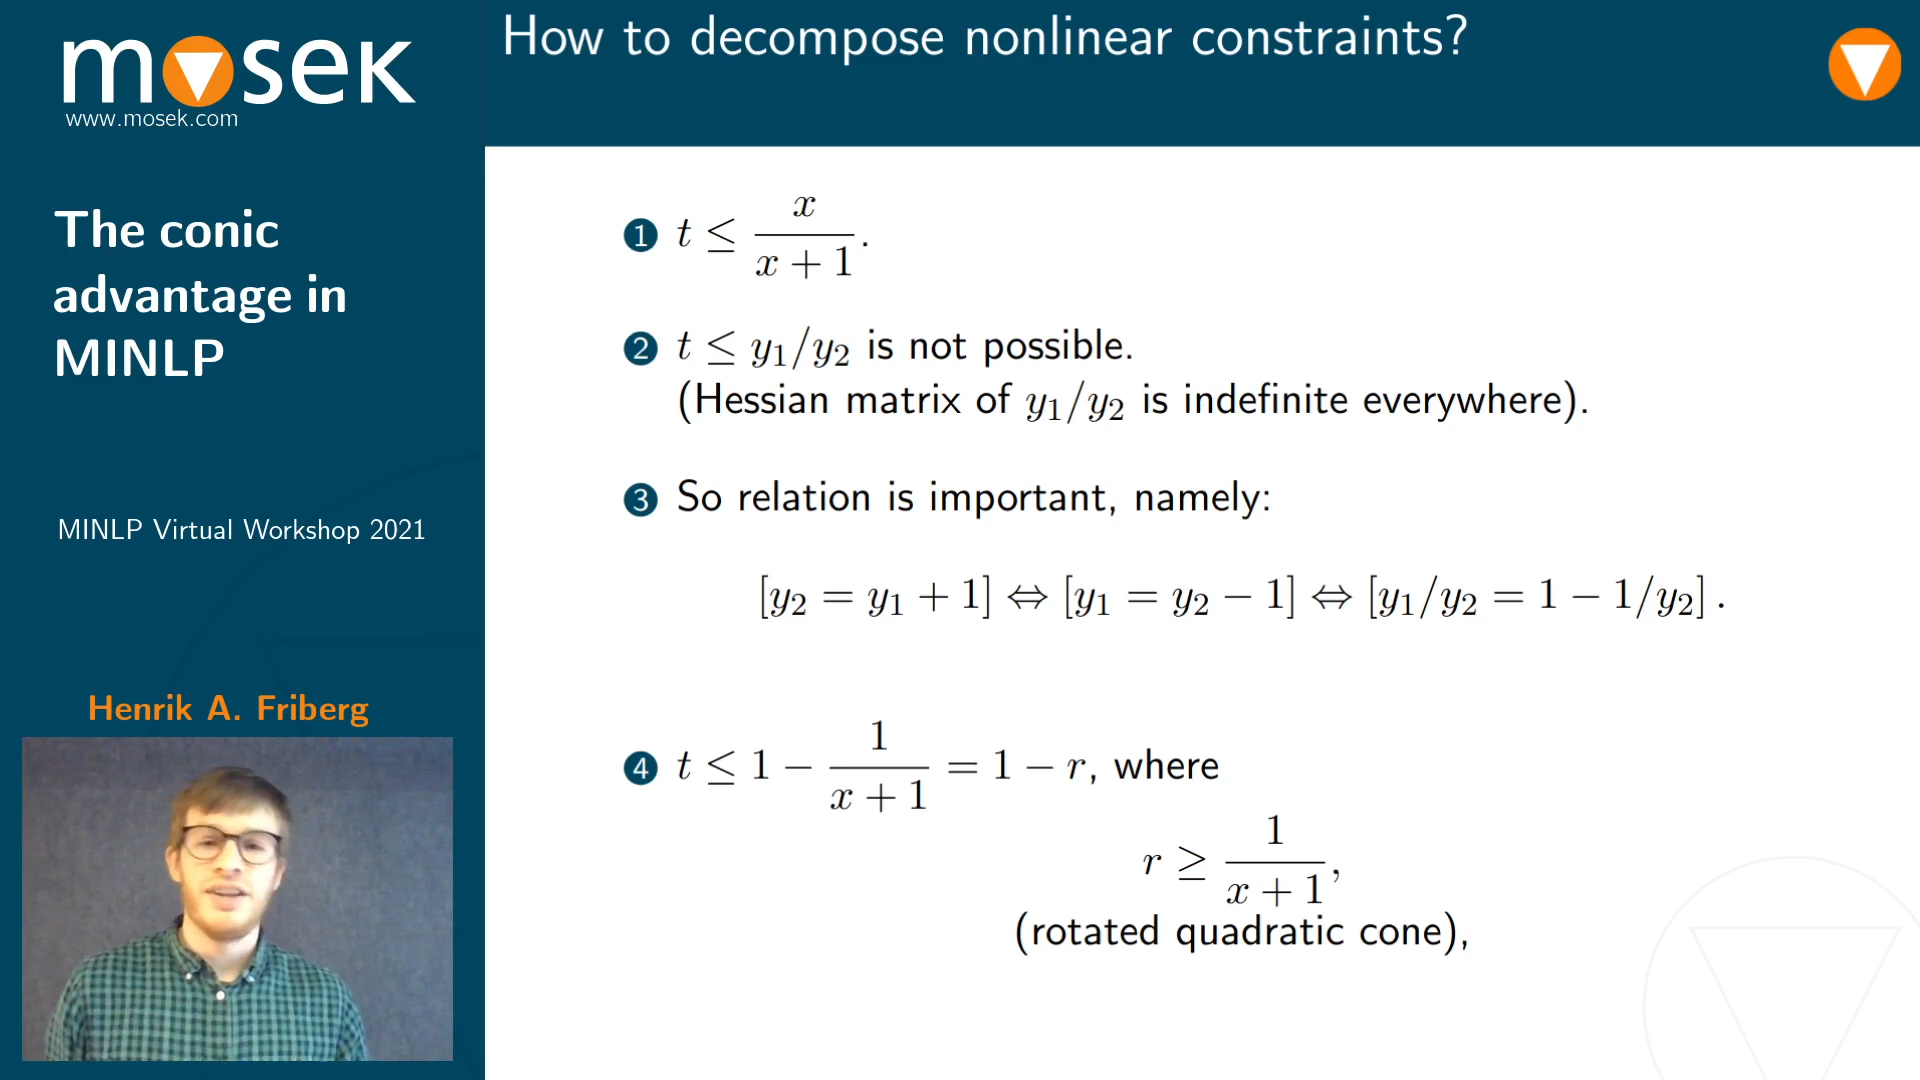 mosek
www.mosek.com
The conic
advantage in
MINLP
MINLP Virtual Workshop 2021
Henrik A. Friberg
How to decompose nonlinear constraints?
1 t ≤ x / (x + 1).
2 t ≤ y₁/y₂ is not possible.
(Hessian matrix of y₁/y₂ is indefinite everywhere).
3 So relation is important, namely:
[y₂ = y₁ + 1] ⇔ [y₁ = y₂ − 1] ⇔ [y₁/y₂ = 1 − 1/y₂] .
4 t ≤ 1 − 1 / (x + 1) = 1 − r, where
r ≥ 1 / (x + 1),
(rotated quadratic cone),